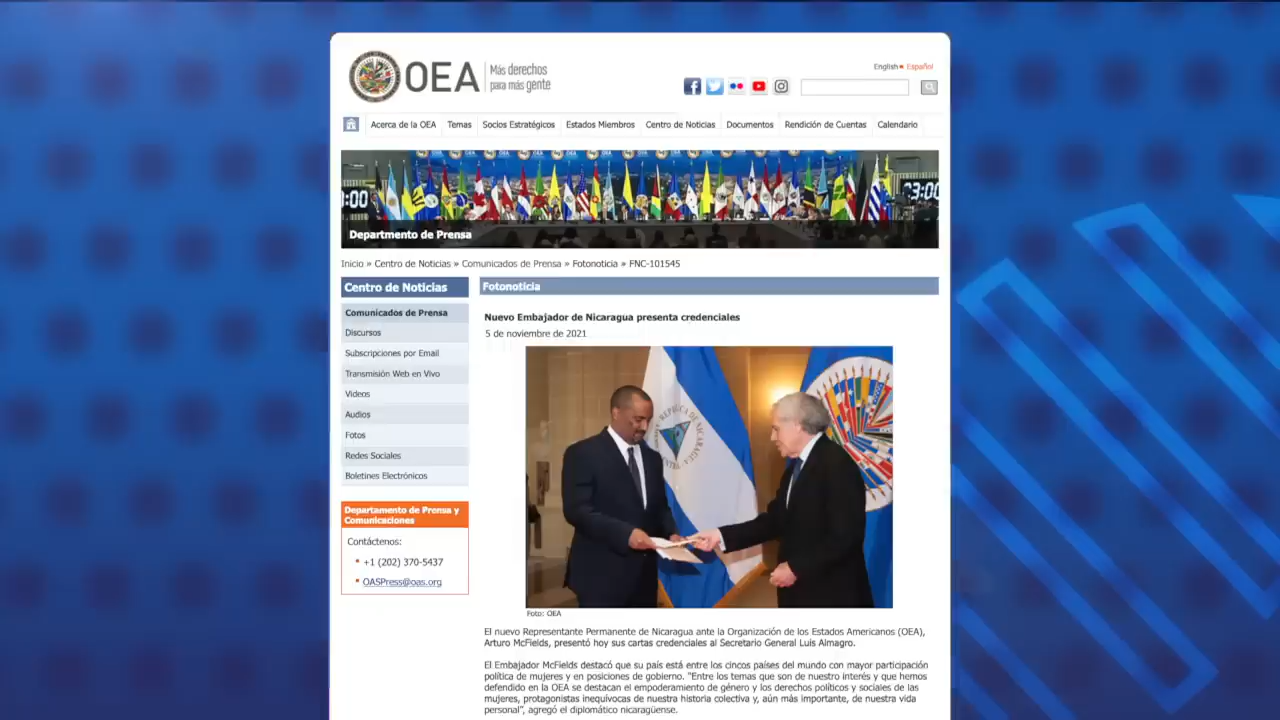 OEA
Más derechos
para más gente
English Español
Acerca de la OEA Temas Socios Estratégicos Estados Miembros Centro de Noticias Documentos Rendición de Cuentas Calendario
:00
23:00
Departmento de Prensa
Inicio » Centro de Noticias » Comunicados de Prensa » Fotonoticia » FNC-101545
Centro de Noticias
Comunicados de Prensa
Discursos
Subscripciones por Email
Transmisión Web en Vivo
Videos
Audios
Fotos
Redes Sociales
Boletines Electrónicos
Departamento de Prensa y
Comunicaciones
Contáctenos:
+1 (202) 370-5437
OASPress@oas.org
Fotonoticia
Nuevo Embajador de Nicaragua presenta credenciales
5 de noviembre de 2021
REPUBLICA DE NICARAGUA
Foto: OEA
El nuevo Representante Permanente de Nicaragua ante la Organización de los Estados Americanos (OEA),
Arturo McFields, presentó hoy sus cartas credenciales al Secretario General Luis Almagro.
El Embajador McFields destacó que su país está entre los cincos países del mundo con mayor participación
política de mujeres y en posiciones de gobierno. "Entre los temas que son de nuestro interés y que hemos
defendido en la OEA se destacan el empoderamiento de género y los derechos políticos y sociales de las
mujeres, protagonistas inequívocas de nuestra historia colectiva y, aún más importante, de nuestra vida
personal", agregó el diplomático nicaragüense.